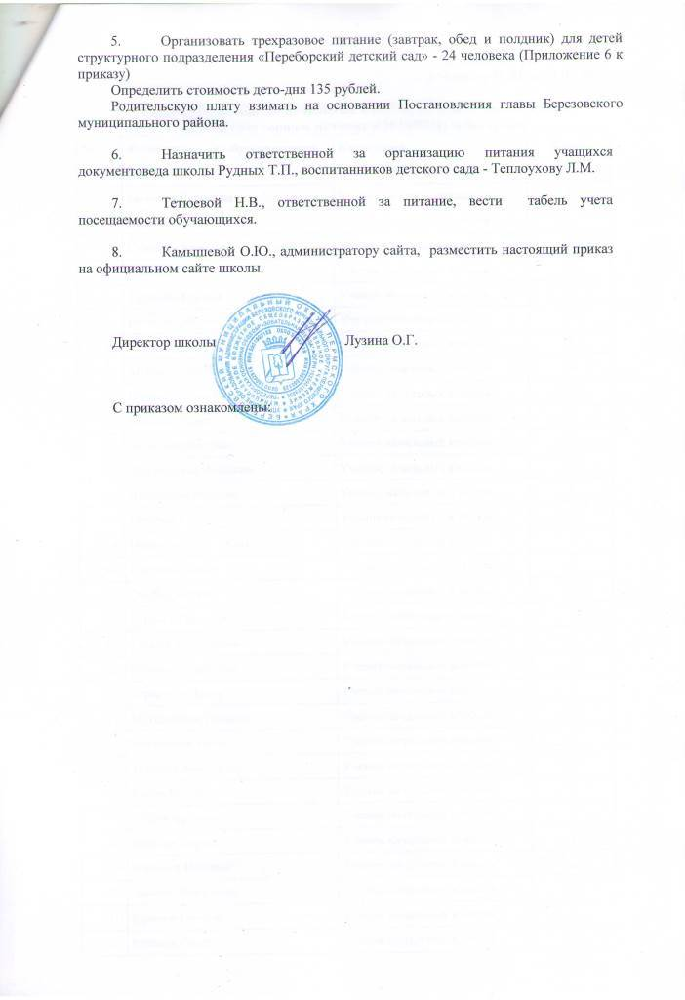 5. Организовать трехразовое питание (завтрак, обед и полдник) для детей
структурного подразделения «Переборский детский сад» - 24 человека (Приложение 6 к
приказу)
Определить стоимость дето-дня 135 рублей.
Родительскую плату взимать на основании Постановления главы Березовского
муниципального района.
6. Назначить ответственной за организацию питания учащихся
документоведа школы Рудных Т.П., воспитанников детского сада - Теплоухову Л.М.
7. Тетюевой Н.В., ответственной за питание, вести табель учета
посещаемости обучающихся.
8. Камышевой О.Ю., администратору сайта, разместить настоящий приказ
на официальном сайте школы.
Директор школы Лузина О.Г.
С приказом ознакомлены: